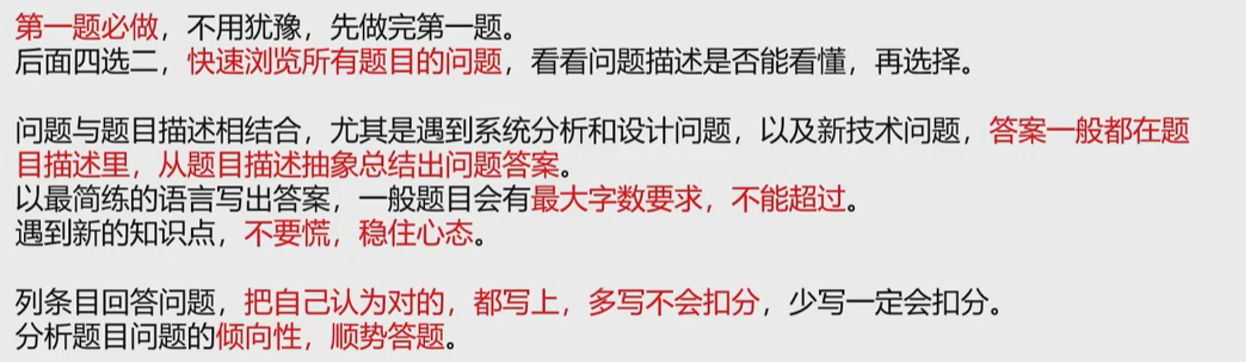 第一题必做，不用犹豫，先做完第一题。
后面四选二，快速浏览所有题目的问题，看看问题描述是否能看懂，再选择。
问题与题目描述相结合，尤其是遇到系统分析和设计问题，以及新技术问题，答案一般都在题
目描述里，从题目描述抽象总结出问题答案。
以最简练的语言写出答案，一般题目会有最大字数要求，不能超过。
遇到新的知识点，不要慌，稳住心态。
列条目回答问题，把自己认为对的，都写上，多写不会扣分，少写一定会扣分。
分析题目问题的倾向性，顺势答题。